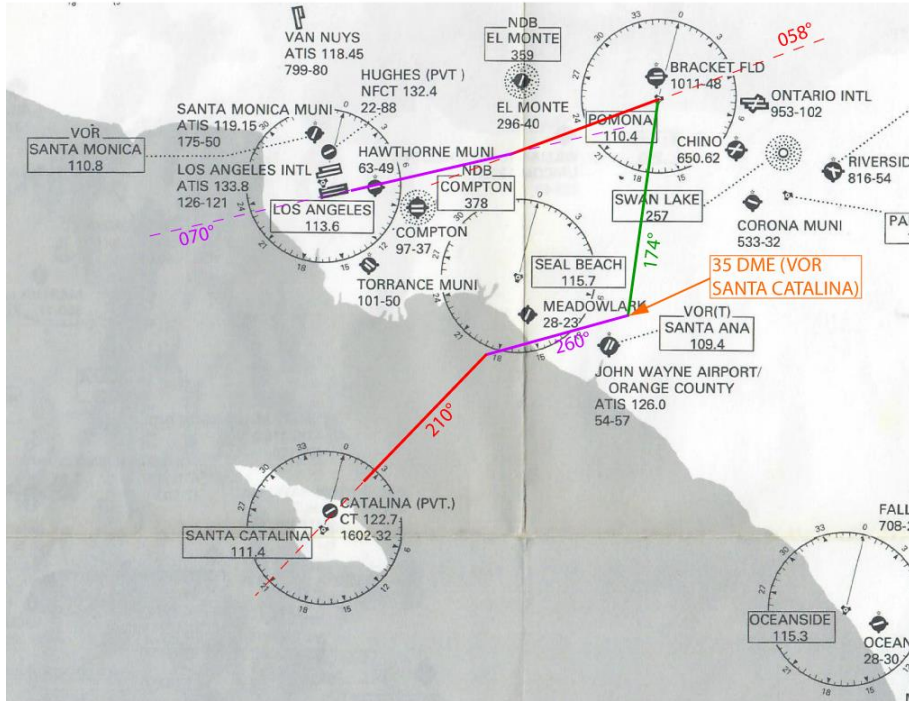 VAN NUYS
ATIS 118.45
799-80
HUGHES (PVT )
NFCT 132.4
22-88
NDB
EL MONTE
359
EL MONTE
296-40
058°
BRACKET FLD
1011-48
ONTARIO INTL
953-102
POMONA
110.4
CHINO
650.62
RIVERSID
816-54
SANTA MONICA MUNI
ATIS 119.15
175-50
VOR
SANTA MONICA
110.8
LOS ANGELES INTL
ATIS 133.8
126-121
HAWTHORNE MUNI
63-49
NDB
COMPTON
378
LOS ANGELES
113.6
COMPTON
97-37
070°
TORRANCE MUNI
101-50
SWAN LAKE
257
CORONA MUNI
533-32
PA
SEAL BEACH
115.7
174°
35 DME (VOR
SANTA CATALINA)
MEADOWLARK
28-23
260°
VOR(T)
SANTA ANA
109.4
JOHN WAYNE AIRPORT/
ORANGE COUNTY
ATIS 126.0
54-57
210°
CATALINA (PVT.)
CT 122.7
1602-32
SANTA CATALINA
111.4
FALL
708-2
OCEANSIDE
115.3
OCEAN
28-30